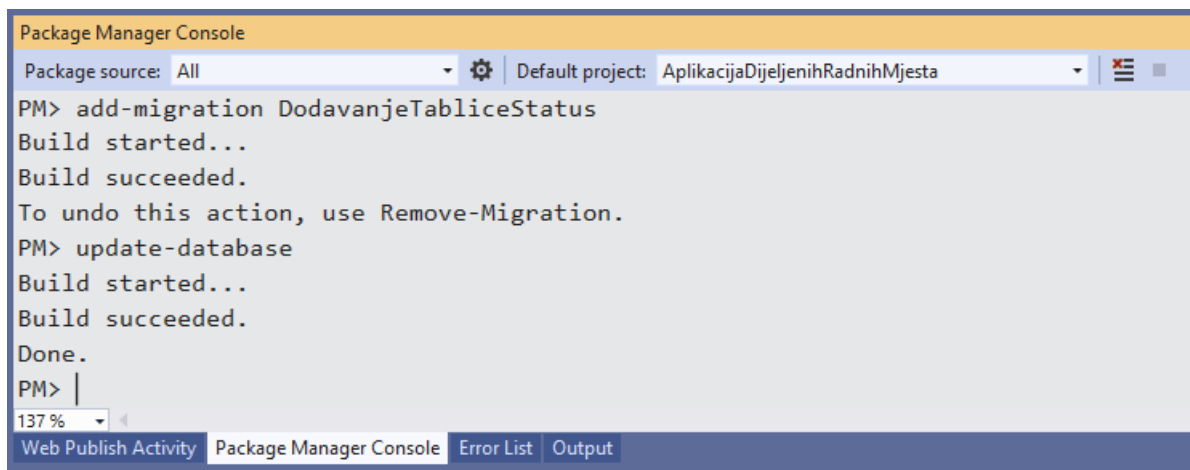 Package Manager Console
Package source: All Default project: AplikacijaDijeljenihRadnihMjesta
PM> add-migration DodavanjeTabliceStatus
Build started...
Build succeeded.
To undo this action, use Remove-Migration.
PM> update-database
Build started...
Build succeeded.
Done.
PM>
137 %
Web Publish Activity Package Manager Console Error List Output